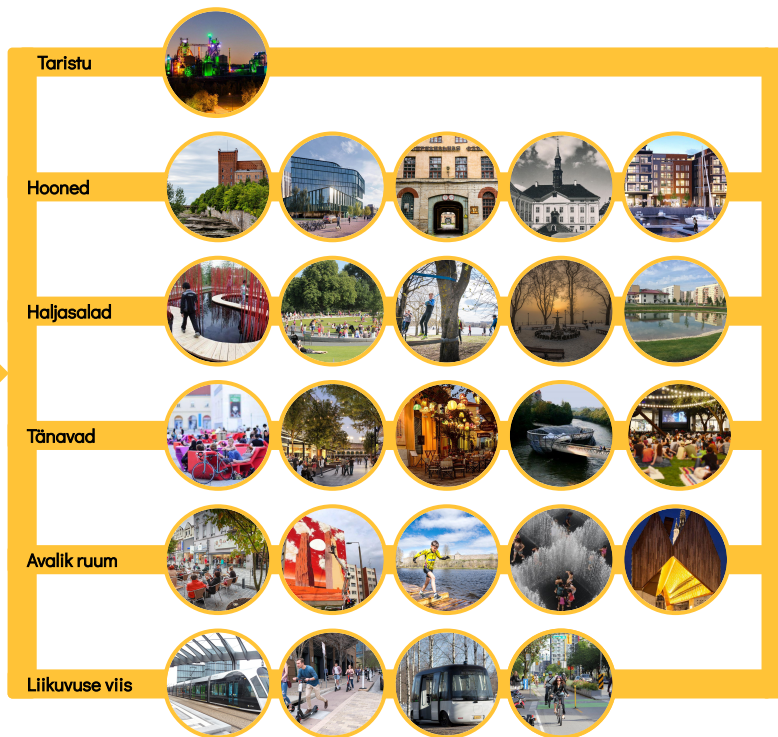 Taristu
Hooned
Haljasalad
Tänavad
Avalik ruum
Liikuvuse viis